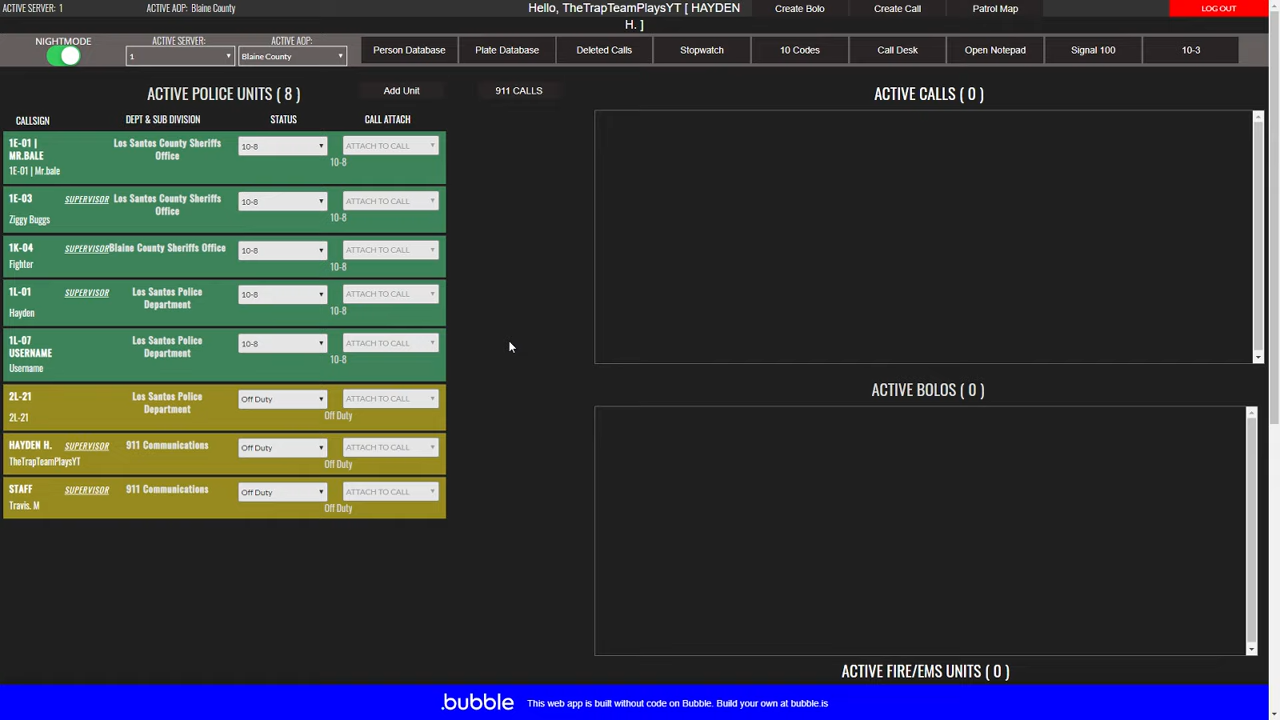 ACTIVE SERVER: 1
ACTIVE AOP: Blaine County
Hello, TheTrapTeamPlaysYT [ HAYDEN H. ]
Create Bolo
Create Call
Patrol Map
LOG OUT
NIGHTMODE
ACTIVE SERVER:
1
ACTIVE AOP:
Blaine County
Person Database
Plate Database
Deleted Calls
Stopwatch
10 Codes
Call Desk
Open Notepad
Signal 100
10-3
ACTIVE POLICE UNITS ( 8 )
Add Unit
911 CALLS
CALLSIGN
DEPT & SUB DIVISION
STATUS
CALL ATTACH
1E-01 |
MR.BALE
1E-01 | Mr.bale
Los Santos County Sheriffs
Office
10-8
ATTACH TO CALL
10-8
1E-03
SUPERVISOR
Ziggy Buggs
Los Santos County Sheriffs
Office
10-8
ATTACH TO CALL
10-8
1K-04
SUPERVISOR
Fighter
Blaine County Sheriffs Office
10-8
ATTACH TO CALL
10-8
1L-01
SUPERVISOR
Hayden
Los Santos Police
Department
10-8
ATTACH TO CALL
10-8
1L-07
USERNAME
Username
Los Santos Police
Department
10-8
ATTACH TO CALL
10-8
2L-21
2L-21
Los Santos Police
Department
Off Duty
ATTACH TO CALL
Off Duty
HAYDEN H.
SUPERVISOR
TheTrapTeamPlaysYT
911 Communications
Off Duty
ATTACH TO CALL
Off Duty
STAFF
SUPERVISOR
Travis. M
911 Communications
Off Duty
ATTACH TO CALL
Off Duty
ACTIVE CALLS ( 0 )
ACTIVE BOLOS ( 0 )
ACTIVE FIRE/EMS UNITS ( 0 )
.bubble
This web app is built without code on Bubble. Build your own at bubble.is